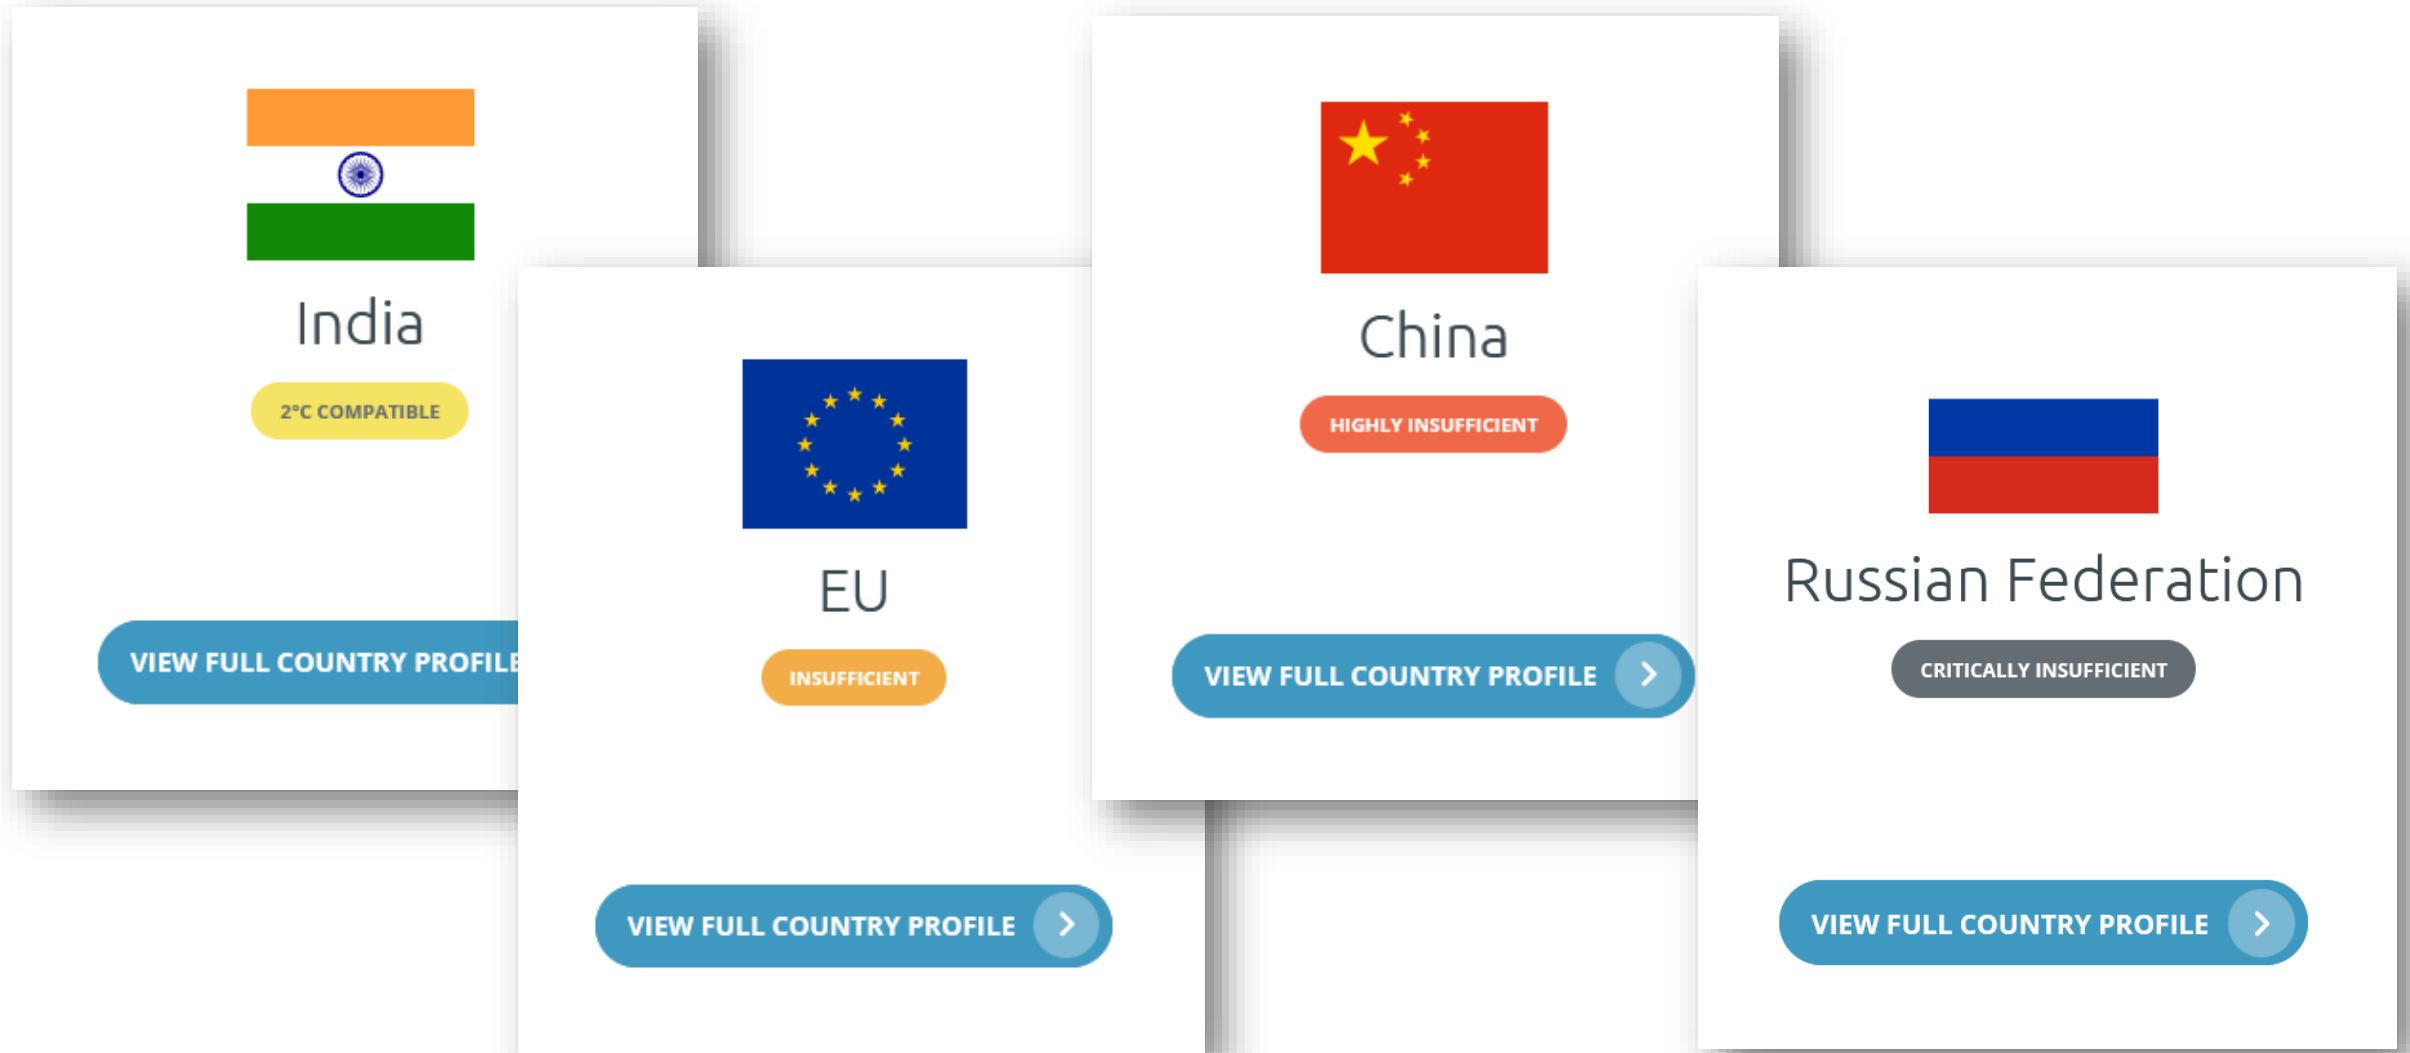 India
2°C COMPATIBLE
VIEW FULL COUNTRY PROFILE
EU
INSUFFICIENT
VIEW FULL COUNTRY PROFILE
China
HIGHLY INSUFFICIENT
VIEW FULL COUNTRY PROFILE
Russian Federation
CRITICALLY INSUFFICIENT
VIEW FULL COUNTRY PROFILE